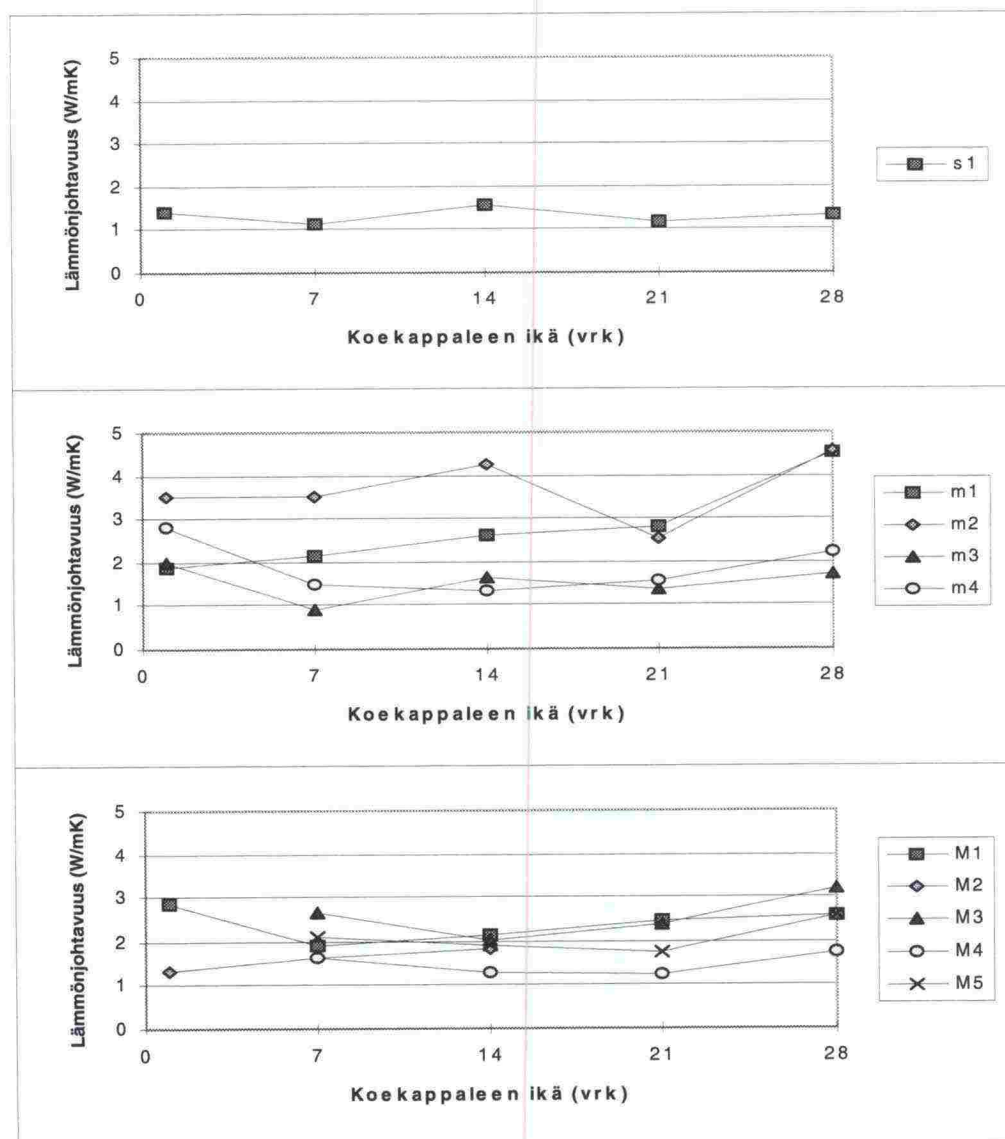 Lämmönjohtavuus (W/mK)
5
4
3
2
1
0
0 7 14 21 28
Koekappaleen ikä (vrk)
s1
Lämmönjohtavuus (W/mK)
5
4
3
2
1
0
0 7 14 21 28
Koekappaleen ikä (vrk)
m1
m2
m3
m4
Lämmönjohtavuus (W/mK)
5
4
3
2
1
0
0 7 14 21 28
Koekappaleen ikä (vrk)
M1
M2
M3
M4
M5